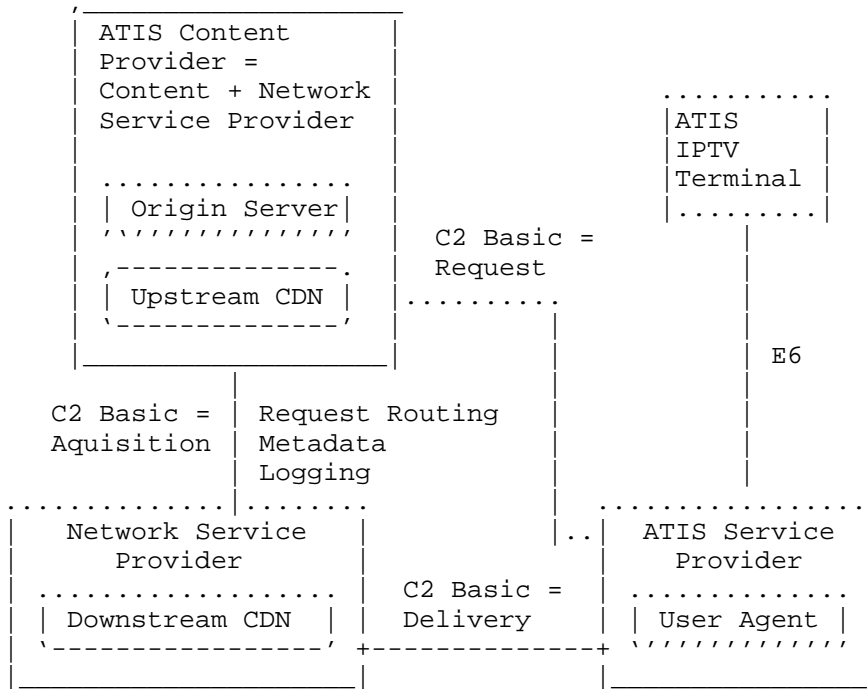 ATIS Content
Provider =
Content + Network
Service Provider
ATIS
IPTV
Terminal
Origin Server
C2 Basic =
Request
Upstream CDN
E6
C2 Basic =
Aquisition
Request Routing
Metadata
Logging
Network Service
Provider
ATIS Service
Provider
C2 Basic =
Delivery
Downstream CDN
User Agent